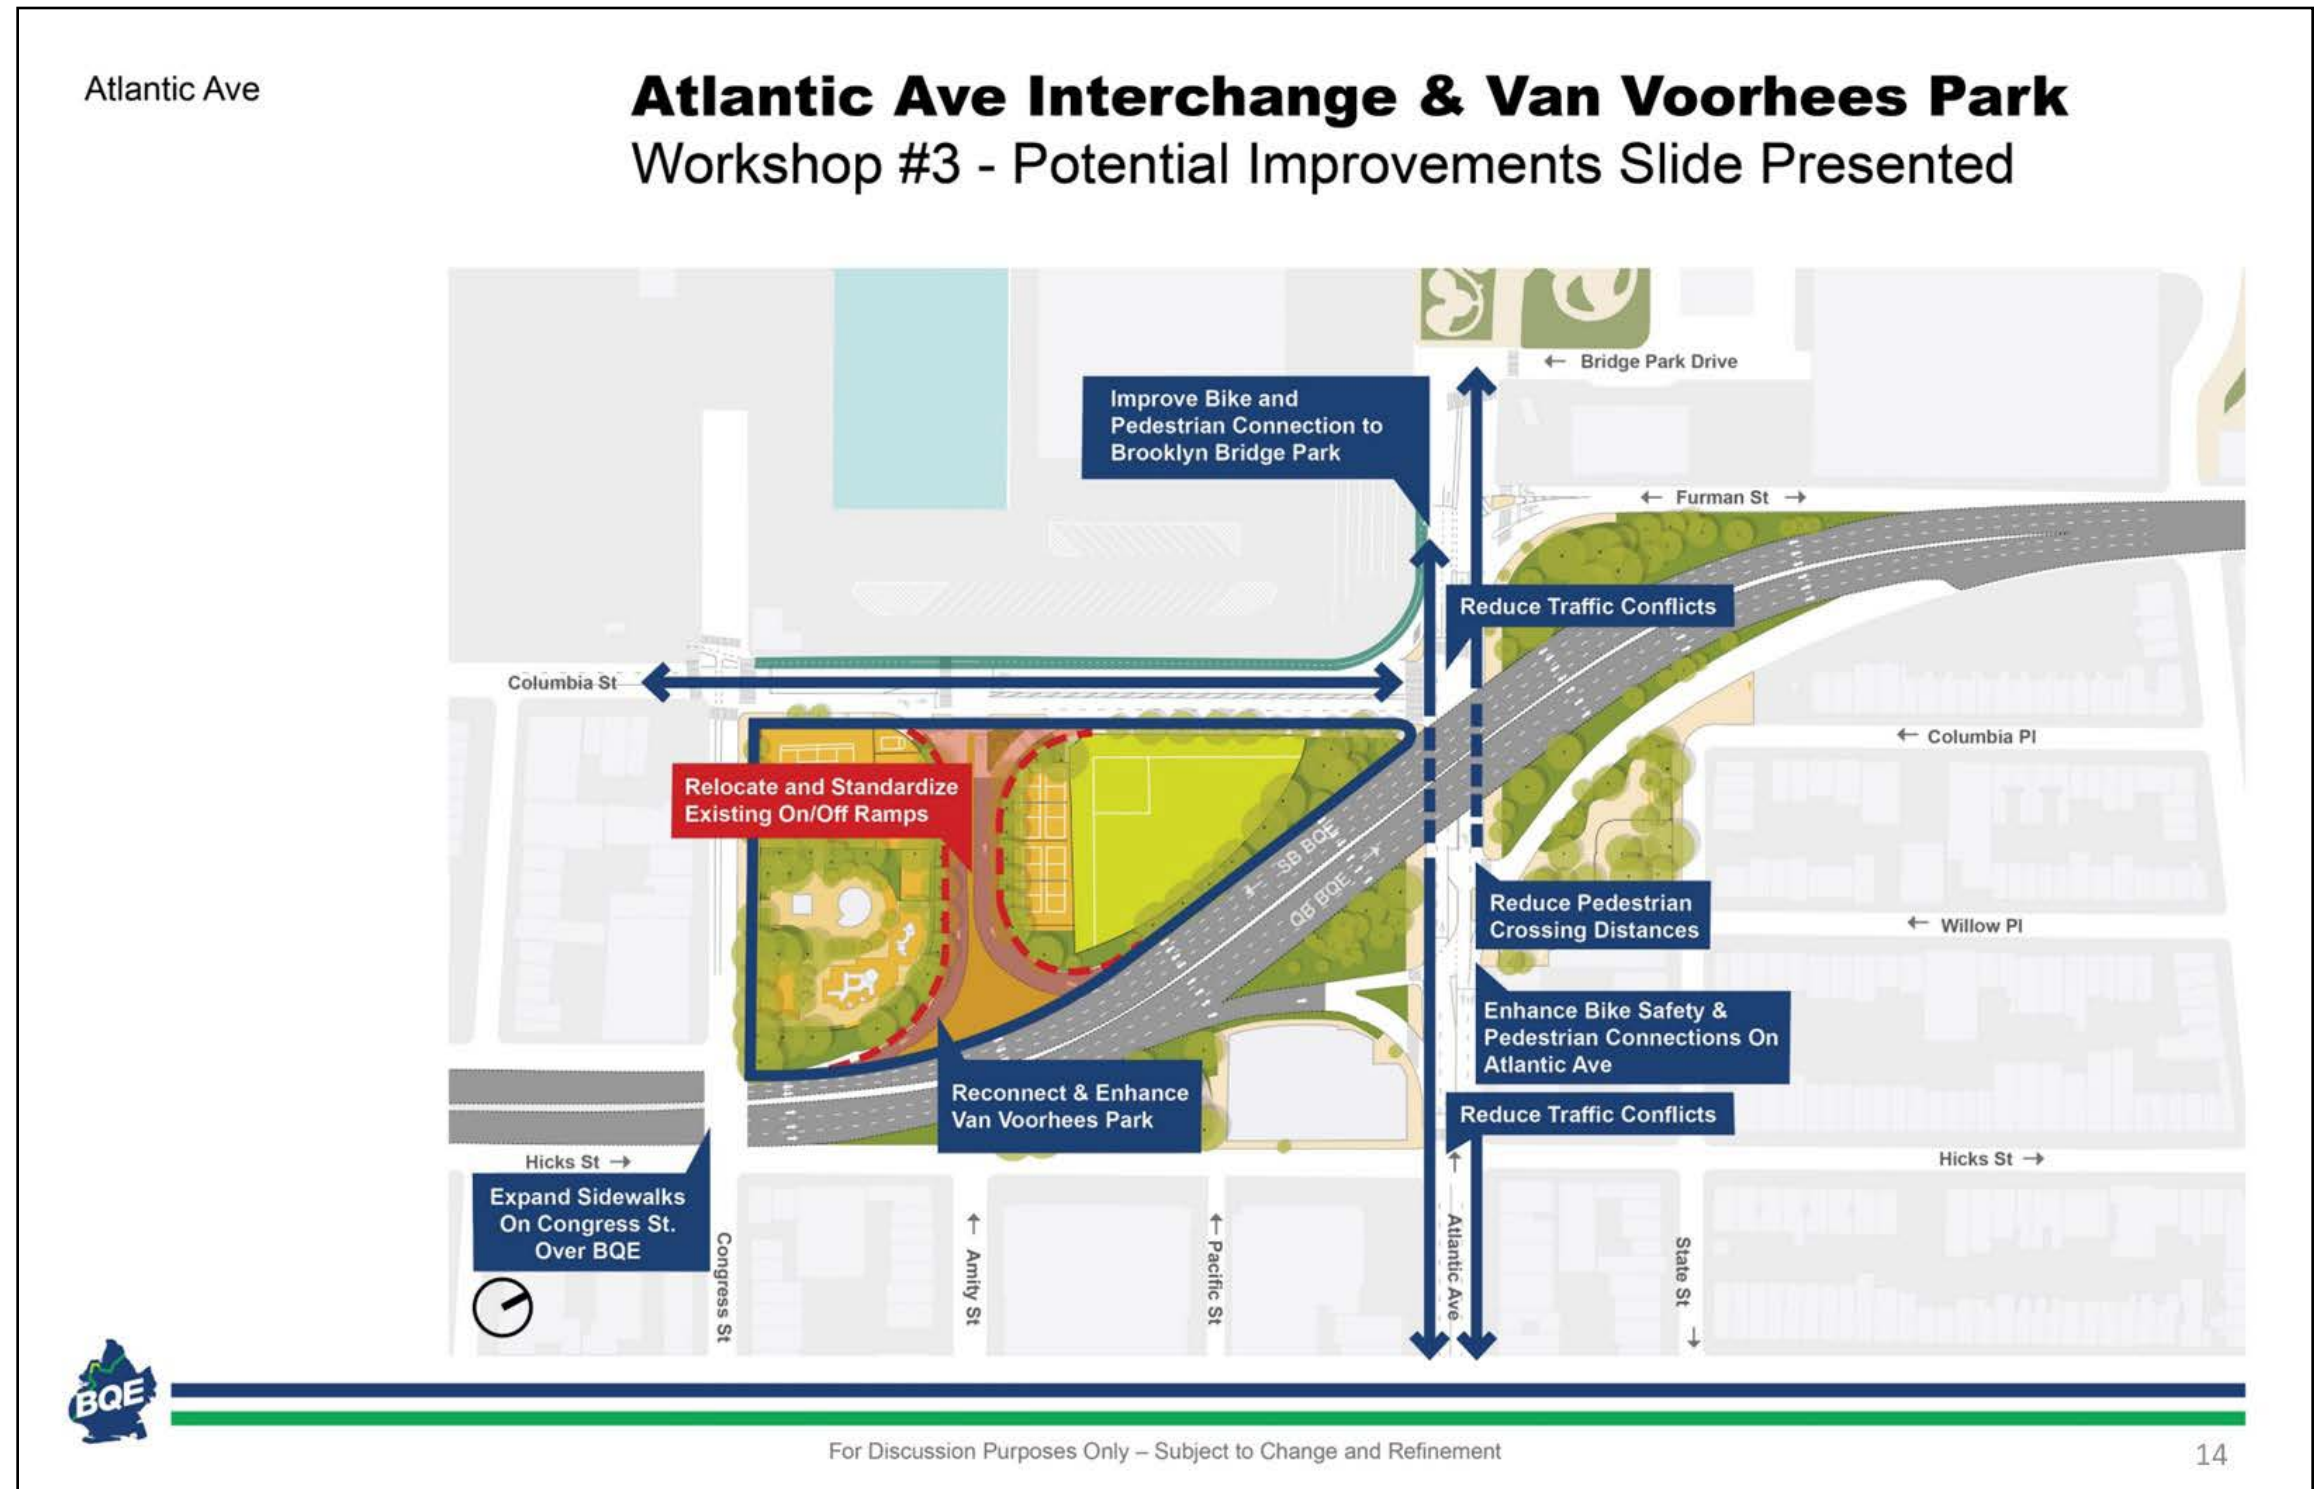 Atlantic Ave
Atlantic Ave Interchange & Van Voorhees Park
Workshop #3 - Potential Improvements Slide Presented
← Bridge Park Drive
Improve Bike and
Pedestrian Connection to
Brooklyn Bridge Park
← Furman St →
Reduce Traffic Conflicts
Columbia St
← Columbia Pl
Relocate and Standardize
Existing On/Off Ramps
← SB BQE
QB BQE →
Reduce Pedestrian
Crossing Distances
← Willow Pl
Enhance Bike Safety &
Pedestrian Connections On
Atlantic Ave
Reconnect & Enhance
Van Voorhees Park
Reduce Traffic Conflicts
Hicks St →
Hicks St →
Expand Sidewalks
On Congress St.
Over BQE
Congress St
← Amity St
← Pacific St
← Atlantic Ave
State St →
BQE
For Discussion Purposes Only – Subject to Change and Refinement
14